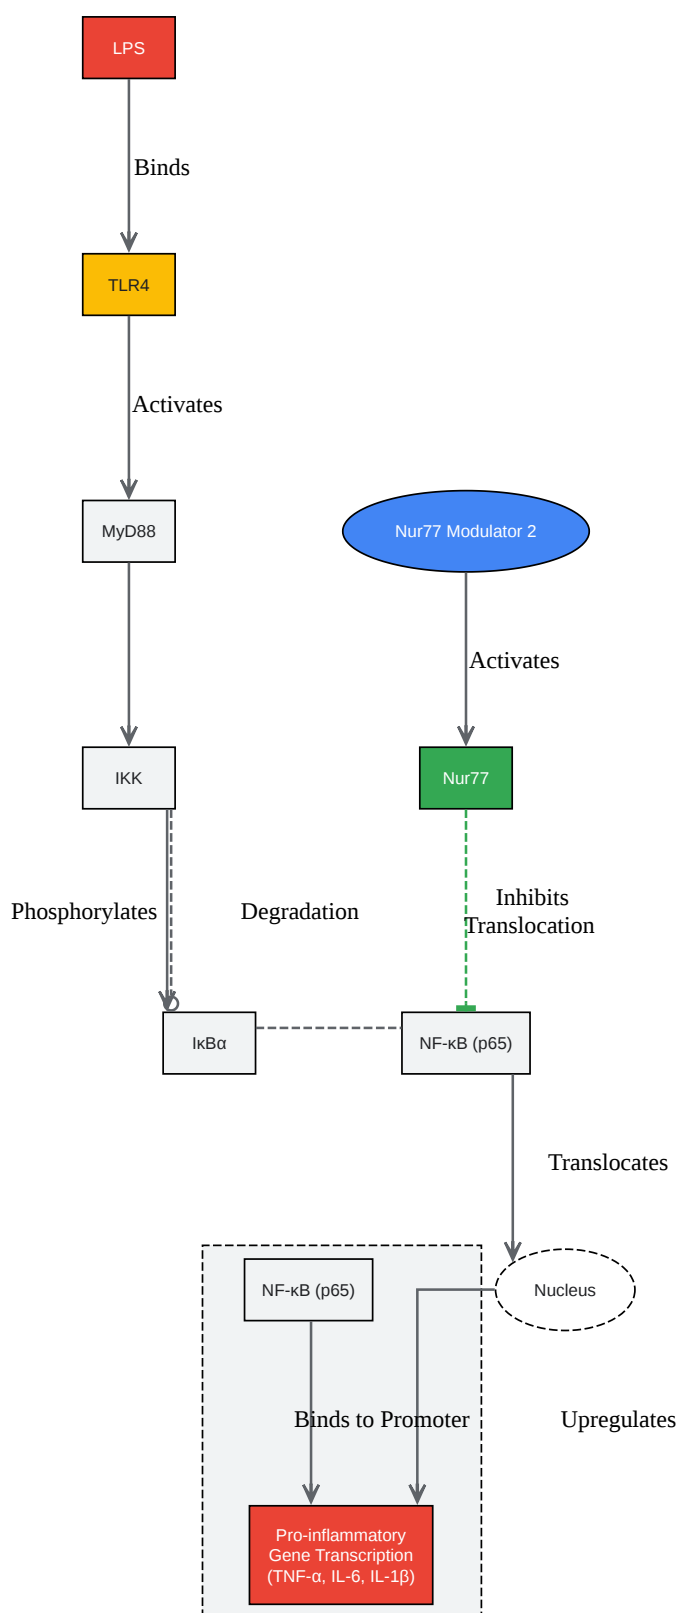 LPS
Binds
TLR4
Activates
MyD88
Nur77 Modulator 2
Activates
IKK
Nur77
Phosphorylates
Degradation
Inhibits
Translocation
IκBα
NF-κB (p65)
Translocates
NF-κB (p65)
Nucleus
Binds to Promoter
Upregulates
Pro-inflammatory
Gene Transcription
(TNF-α, IL-6, IL-1β)